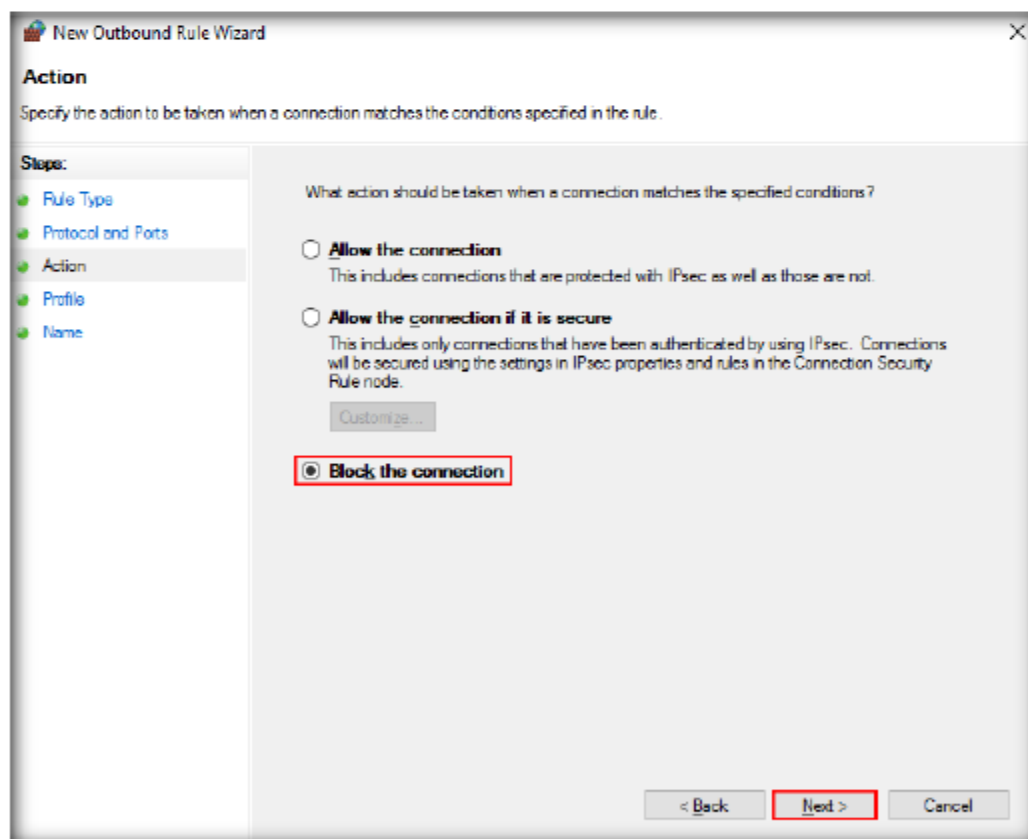 New Outbound Rule Wizard
Action
Specify the action to be taken when a connection matches the conditions specified in the rule.
Steps:
Rule Type
Protocol and Ports
Action
Profile
Name
What action should be taken when a connection matches the specified conditions?
Allow the connection
This includes connections that are protected with IPsec as well as those are not.
Allow the connection if it is secure
This includes only connections that have been authenticated by using IPsec. Connections
will be secured using the settings in IPsec properties and rules in the Connection Security
Rule node.
Customize...
Block the connection
< Back
Next >
Cancel